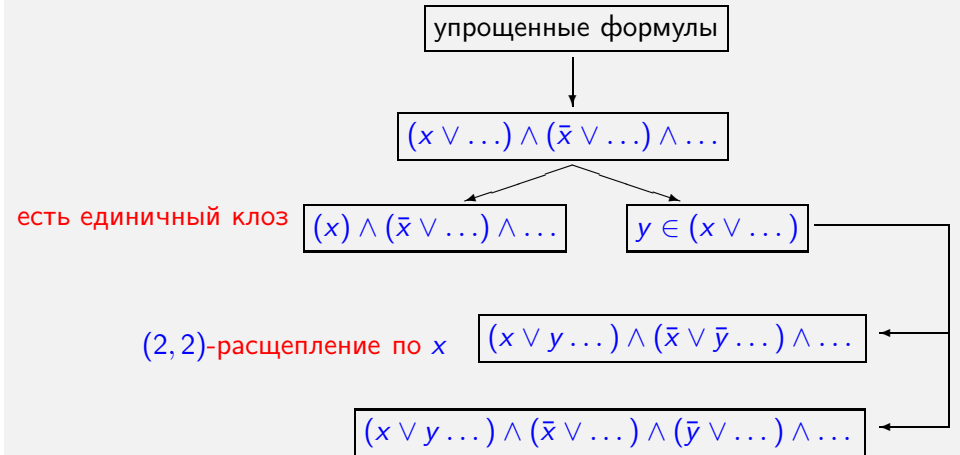 упрощенные формулы
(x ∨ …) ∧ (x̄ ∨ …) ∧ …
есть единичный клоз (x) ∧ (x̄ ∨ …) ∧ … y ∈ (x ∨ …)
(2, 2)-расщепление по x (x ∨ y …) ∧ (x̄ ∨ ȳ …) ∧ …
(x ∨ y …) ∧ (x̄ ∨ …) ∧ (ȳ ∨ …) ∧ …